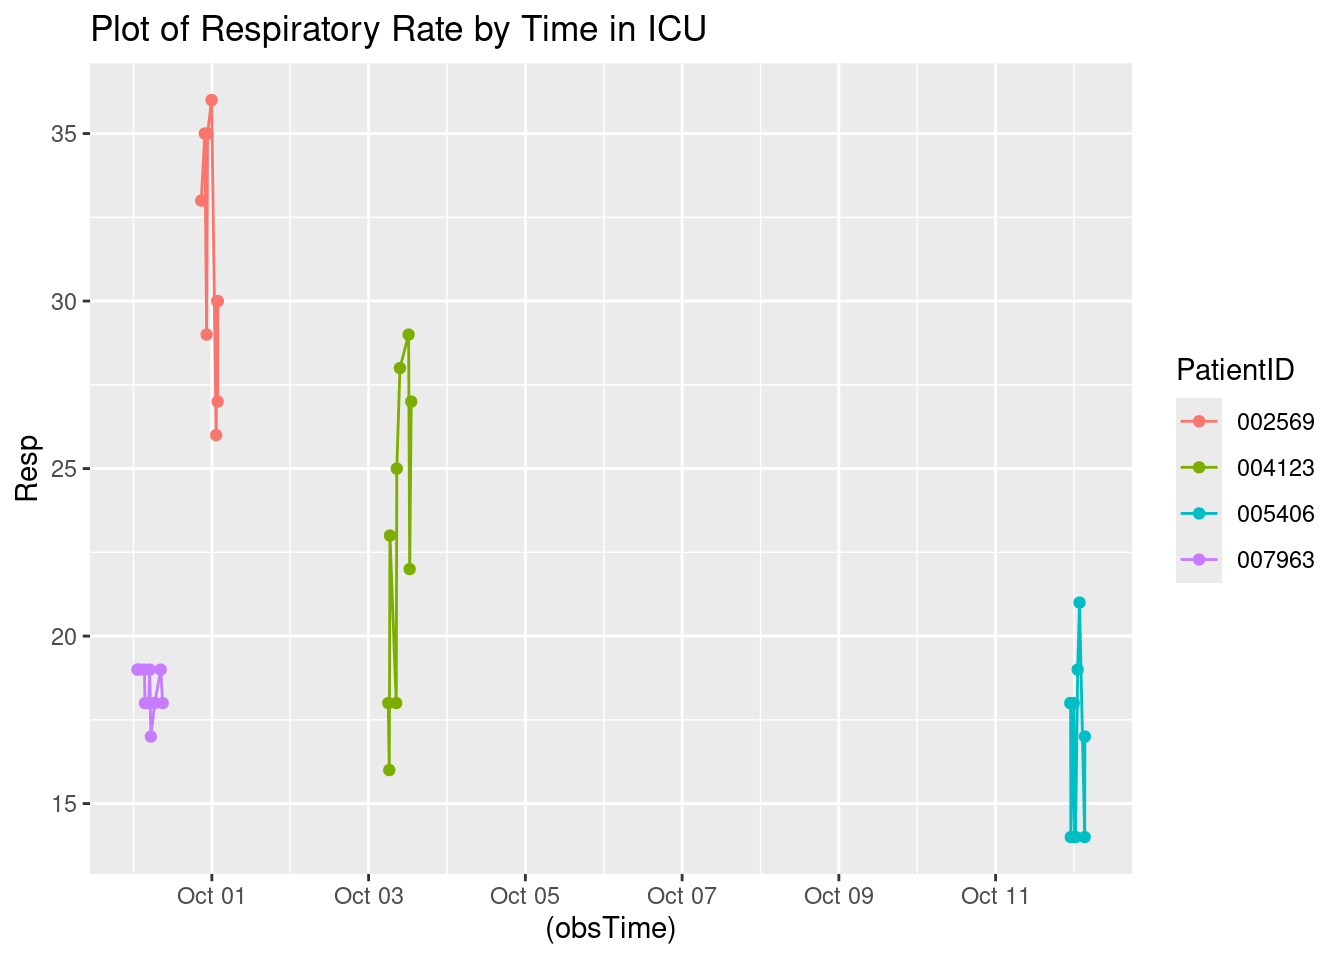 Plot of Respiratory Rate by Time in ICU
35
30
25
20
15
Resp
Oct 01
Oct 03
Oct 05
Oct 07
Oct 09
Oct 11
(obsTime)
PatientID
002569
004123
005406
007963